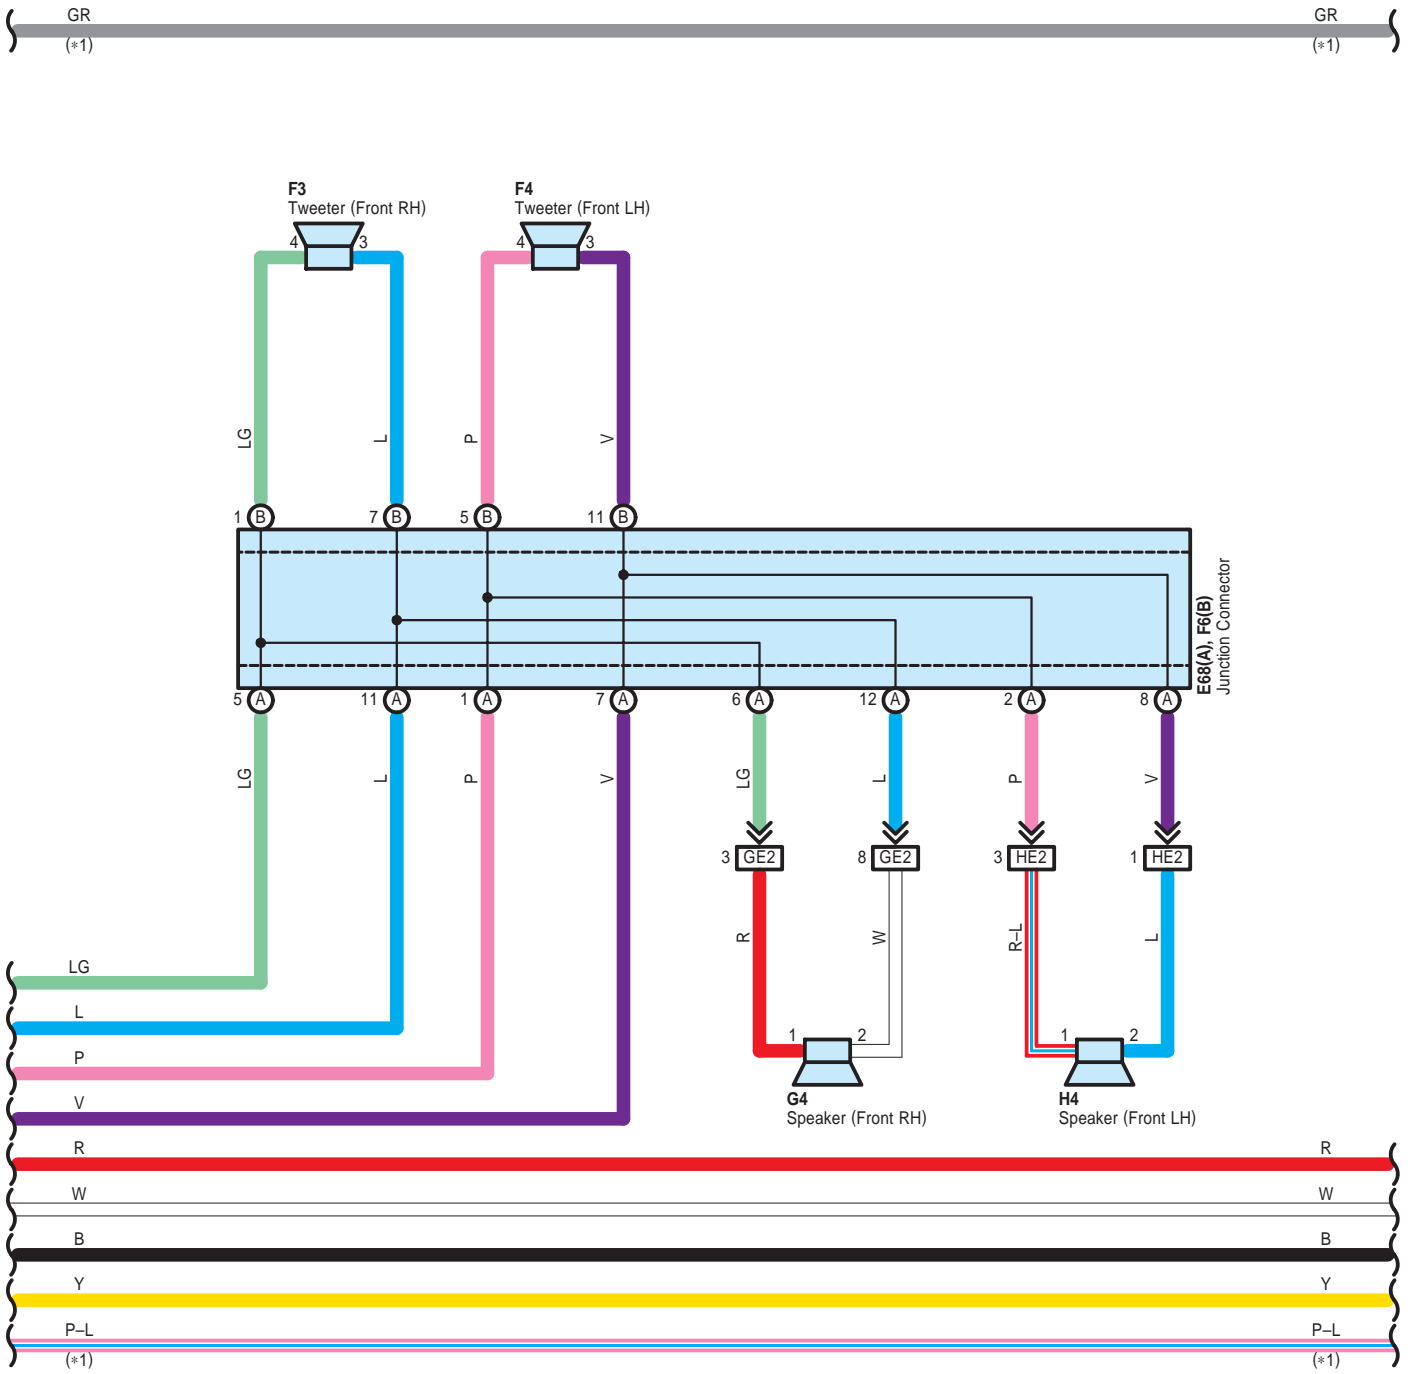 GR GR
(*1) (*1)
F3 F4
Tweeter (Front RH) Tweeter (Front LH)
4 3 4 3
LG L P V
1 B 7 B 5 B 11 B
E68(A), F6(B)
Junction Connector
5 A 11 A 1 A 7 A 6 A 12 A 2 A 8 A
LG L P V LG L P V
3 GE2 8 GE2 3 HE2 1 HE2
R W R–L L
LG
L
1 2 1 2
P
G4 H4
V
Speaker (Front RH) Speaker (Front LH)
R R
W W
B B
Y Y
P–L P–L
(*1) (*1)